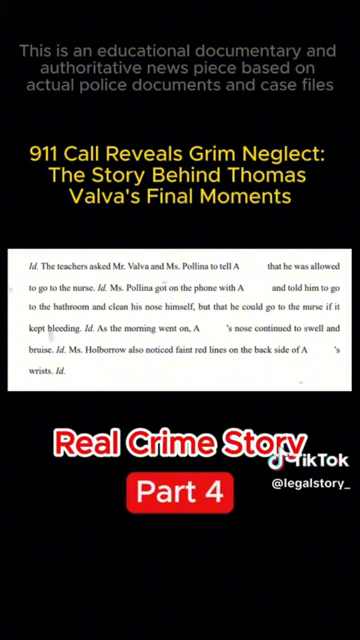 This is an educational documentary and
authoritative news piece based on
actual police documents and case files
911 Call Reveals Grim Neglect:
The Story Behind Thomas
Valva's Final Moments
Id. The teachers asked Mr. Valva and Ms. Pollina to tell A that he was allowed
to go to the nurse. Id. Ms. Pollina got on the phone with A and told him to go
to the bathroom and clean his nose himself, but that he could go to the nurse if it
kept bleeding. Id. As the morning went on, A 's nose continued to swell and
bruise. Id. Ms. Holborrow also noticed faint red lines on the back side of A 's
wrists. Id.
Real Crime Story
Part 4
TikTok
@legalstory_